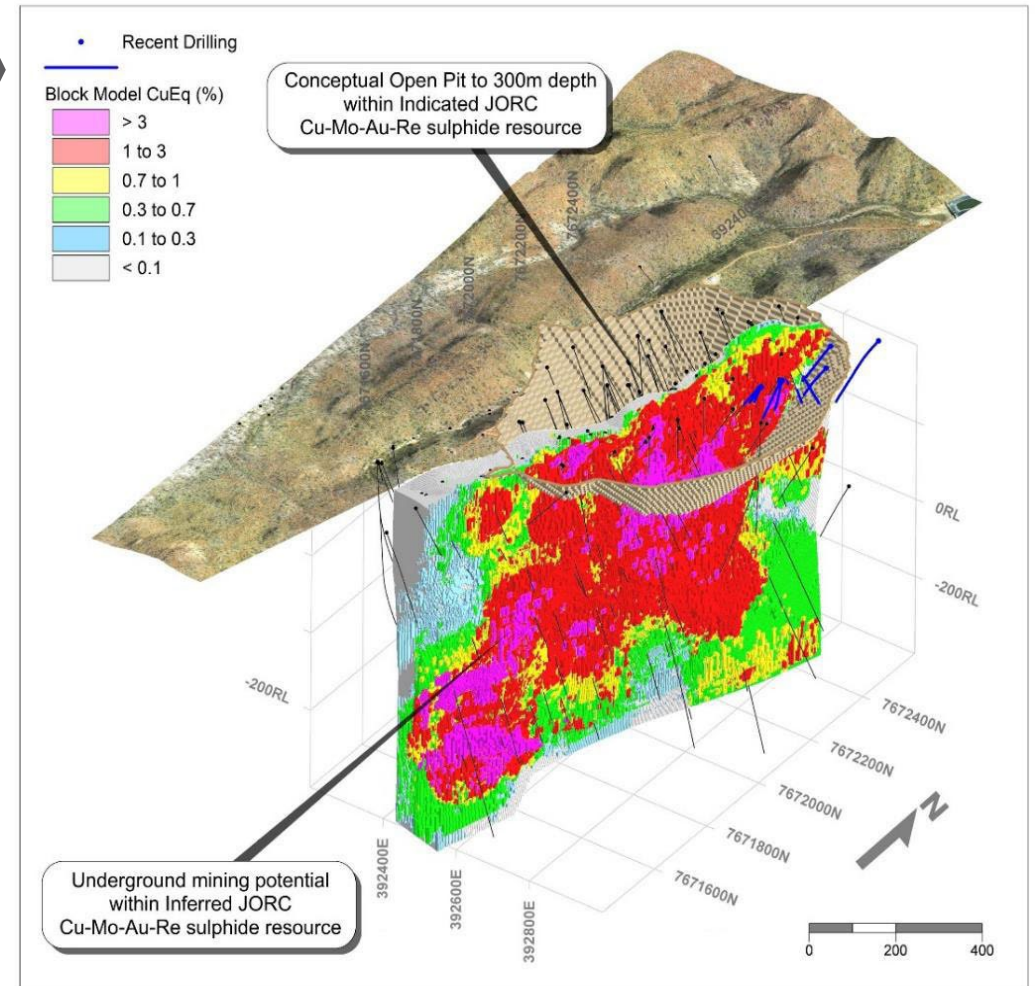 Recent Drilling
Block Model CuEq (%)
> 3
1 to 3
0.7 to 1
0.3 to 0.7
0.1 to 0.3
< 0.1
Conceptual Open Pit to 300m depth
within Indicated JORC
Cu-Mo-Au-Re sulphide resource
7672400N
7672200N
7671600N
0RL
-200RL
-200RL
7672400N
7672200N
7672000N
7671800N
7671600N
392400E
392600E
392800E
N
Underground mining potential
within Inferred JORC
Cu-Mo-Au-Re sulphide resource
0
200
400